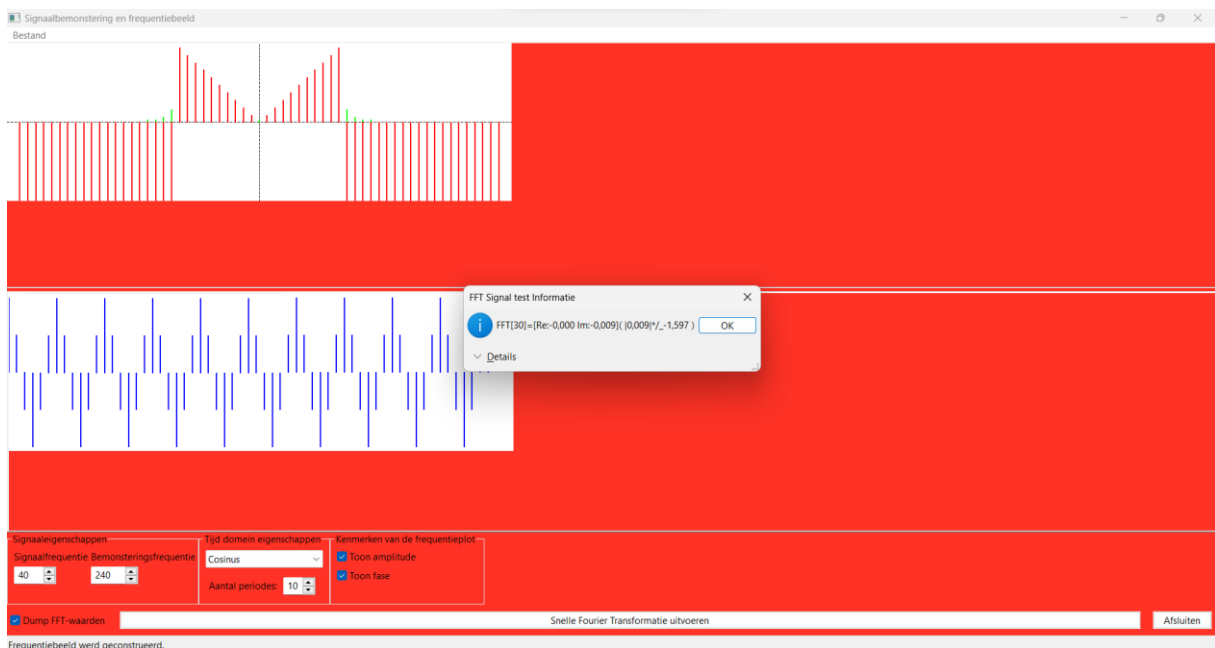 Signaalbemonstering en frequentiebeeld
Bestand
FFT Signal test Informatie
FFT[30]=[Re:-0,000 Im:-0,009]( |0,009|*/_-1,597 )
OK
Details
Signaaleigenschappen
Tijd domein eigenschappen
Kenmerken van de frequentieplot
Signaalfrequentie Bemonsteringsfrequentie
Cosinus
Toon amplitude
40
240
Toon fase
Aantal periodes:
10
Dump FFT-waarden
Snelle Fourier Transformatie uitvoeren
Afsluiten
Frequentiebeeld werd geconstrueerd.